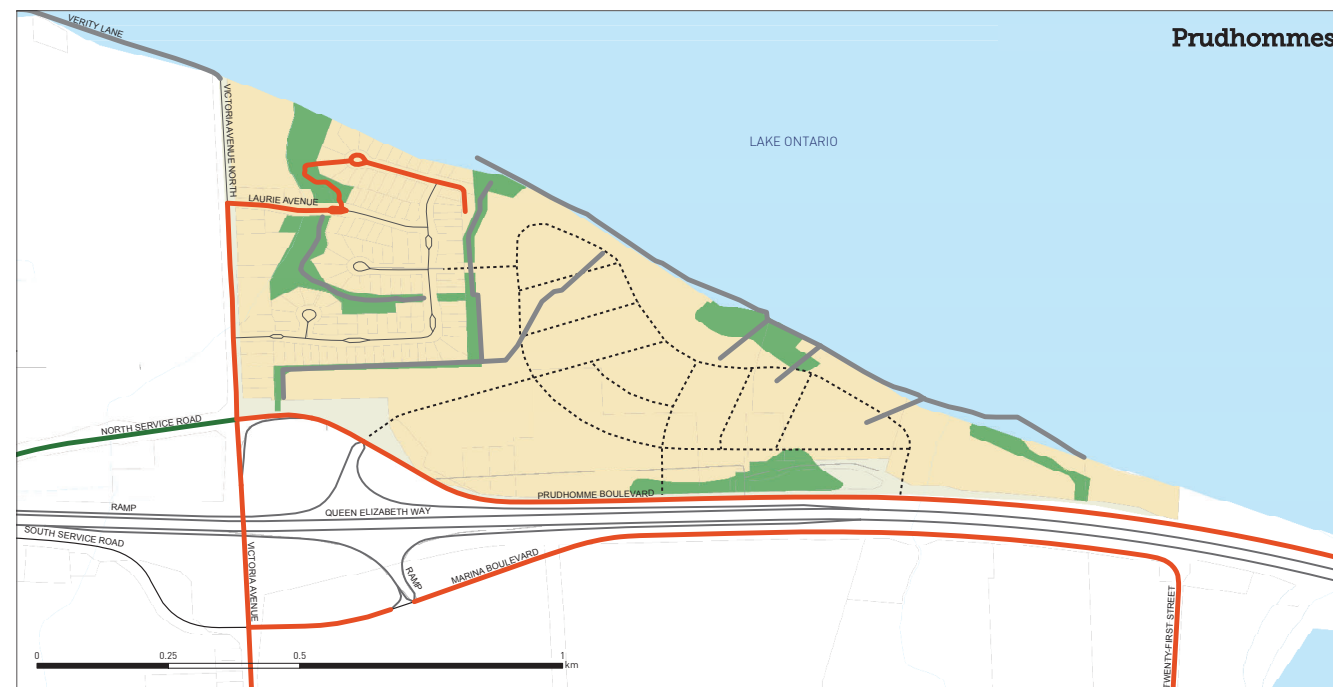 VERITY LANE
Prudhommes
VICTORIA AVENUE NORTH
LAKE ONTARIO
LAURIE AVENUE
NORTH SERVICE ROAD
PRUDHOMME BOULEVARD
RAMP
QUEEN ELIZABETH WAY
SOUTH SERVICE ROAD
VICTORIA AVENUE
MARINA BOULEVARD
RAMP
TWENTY-FIRST STREET
0 0.25 0.5 1
km